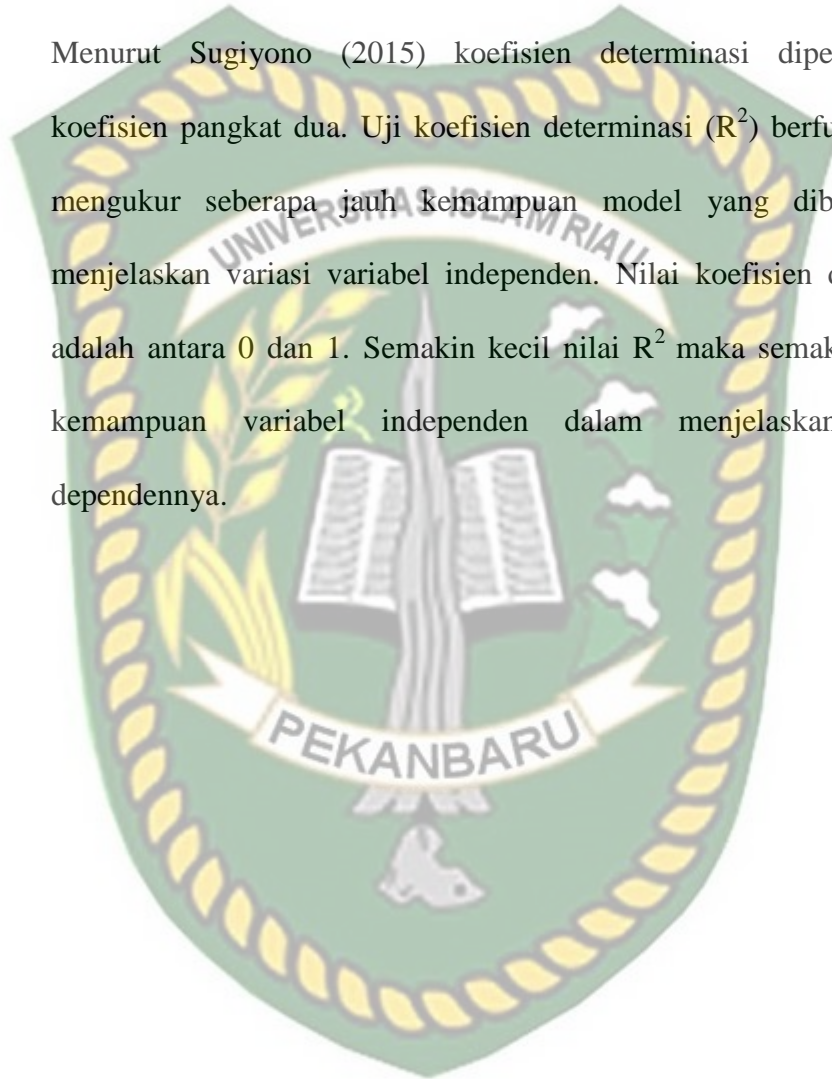 Menurut Sugiyono (2015) koefisien determinasi dipe
koefisien pangkat dua. Uji koefisien determinasi (R²) berfu
mengukur seberapa jauh kemampuan model yang dib
UNIVERSITAS ISLAM RIAU
menjelaskan variasi variabel independen. Nilai koefisien
adalah antara 0 dan 1. Semakin kecil nilai R² maka semak
kemampuan variabel independen dalam menjelaskan
dependennya.
PEKANBARU